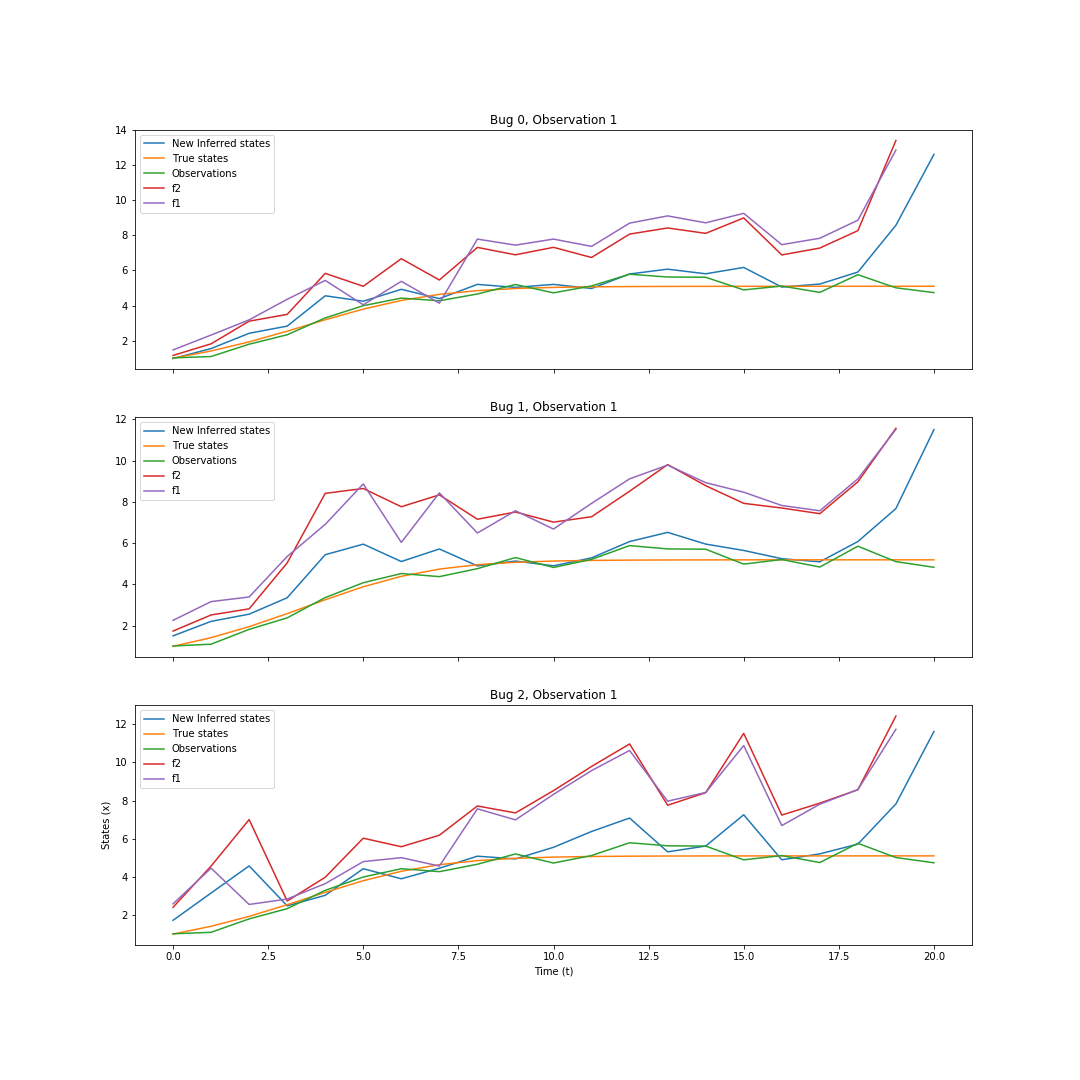 Bug 0, Observation 1
14
12
10
8
6
4
2
New Inferred states
True states
Observations
f2
f1
Bug 1, Observation 1
12
10
8
6
4
2
New Inferred states
True states
Observations
f2
f1
Bug 2, Observation 1
12
10
8
6
4
2
States (x)
New Inferred states
True states
Observations
f2
f1
0.0 2.5 5.0 7.5 10.0 12.5 15.0 17.5 20.0
Time (t)